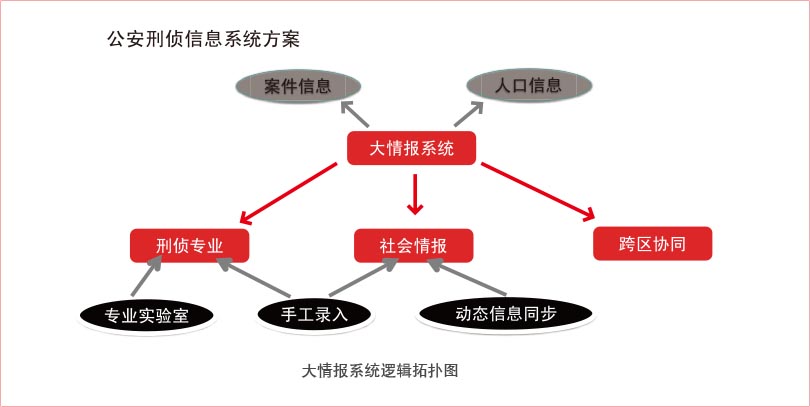 公安刑侦信息系统方案
案件信息
人口信息
大情报系统
刑侦专业
社会情报
跨区协同
专业实验室
手工录入
动态信息同步
大情报系统逻辑拓扑图